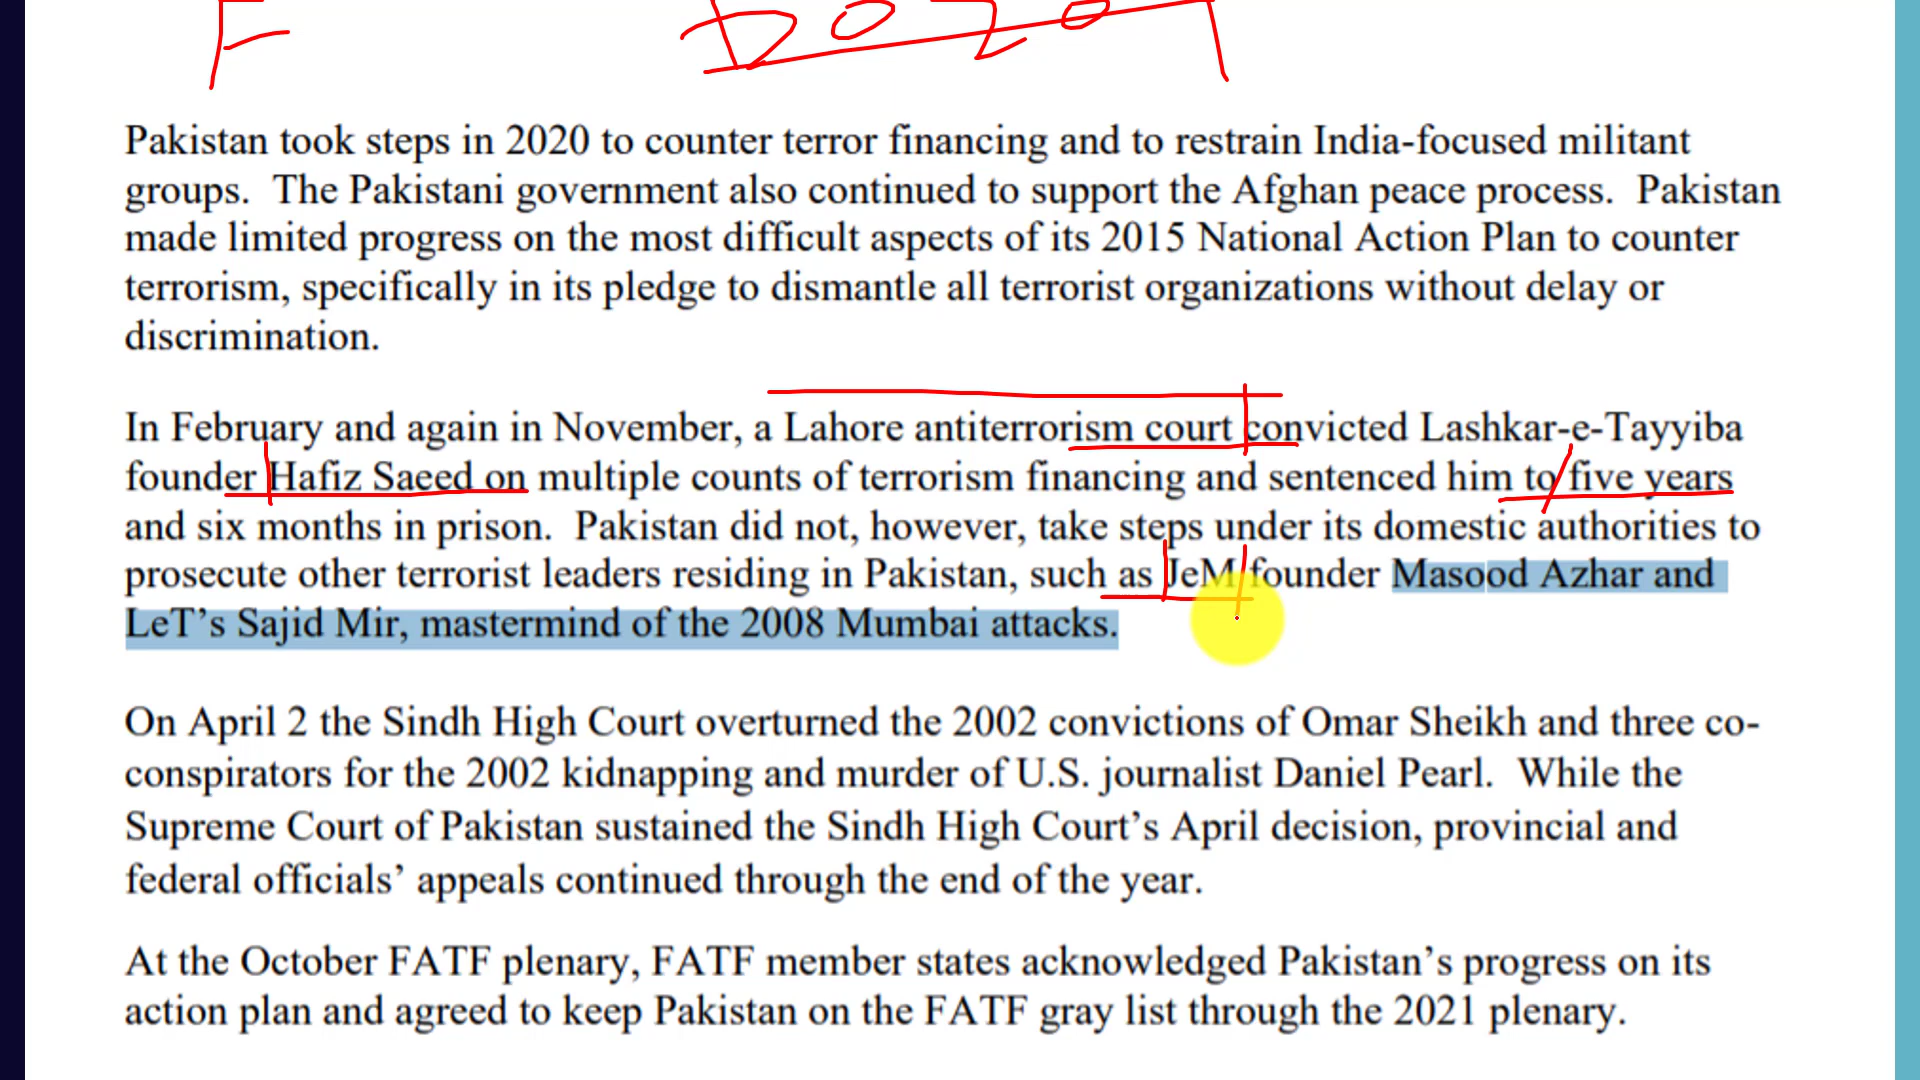 Pakistan took steps in 2020 to counter terror financing and to restrain India-focused militant
groups.  The Pakistani government also continued to support the Afghan peace process.  Pakistan
made limited progress on the most difficult aspects of its 2015 National Action Plan to counter
terrorism, specifically in its pledge to dismantle all terrorist organizations without delay or
discrimination.
In February and again in November, a Lahore antiterrorism court convicted Lashkar-e-Tayyiba
founder Hafiz Saeed on multiple counts of terrorism financing and sentenced him to five years
and six months in prison.  Pakistan did not, however, take steps under its domestic authorities to
prosecute other terrorist leaders residing in Pakistan, such as JeM founder Masood Azhar and
LeT’s Sajid Mir, mastermind of the 2008 Mumbai attacks.
On April 2 the Sindh High Court overturned the 2002 convictions of Omar Sheikh and three co-
conspirators for the 2002 kidnapping and murder of U.S. journalist Daniel Pearl.  While the
Supreme Court of Pakistan sustained the Sindh High Court’s April decision, provincial and
federal officials’ appeals continued through the end of the year.
At the October FATF plenary, FATF member states acknowledged Pakistan’s progress on its
action plan and agreed to keep Pakistan on the FATF gray list through the 2021 plenary.